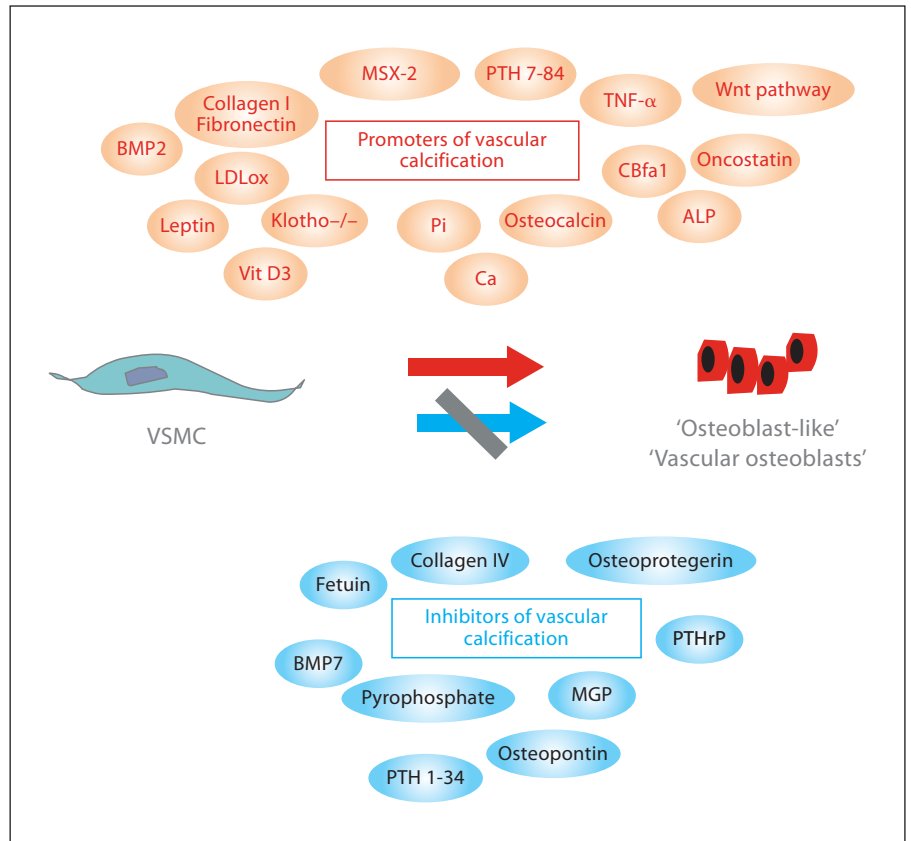 MSX-2
PTH 7-84
TNF-α
Wnt pathway
Collagen I
Fibronectin
BMP2
Promoters of vascular
calcification
LDLox
CBfa1
Oncostatin
Leptin
Klotho–/–
Pi
Osteocalcin
ALP
Vit D3
Ca
VSMC
'Osteoblast-like'
'Vascular osteoblasts'
Collagen IV
Osteoprotegerin
Fetuin
Inhibitors of vascular
calcification
PTHrP
BMP7
Pyrophosphate
MGP
Osteopontin
PTH 1-34